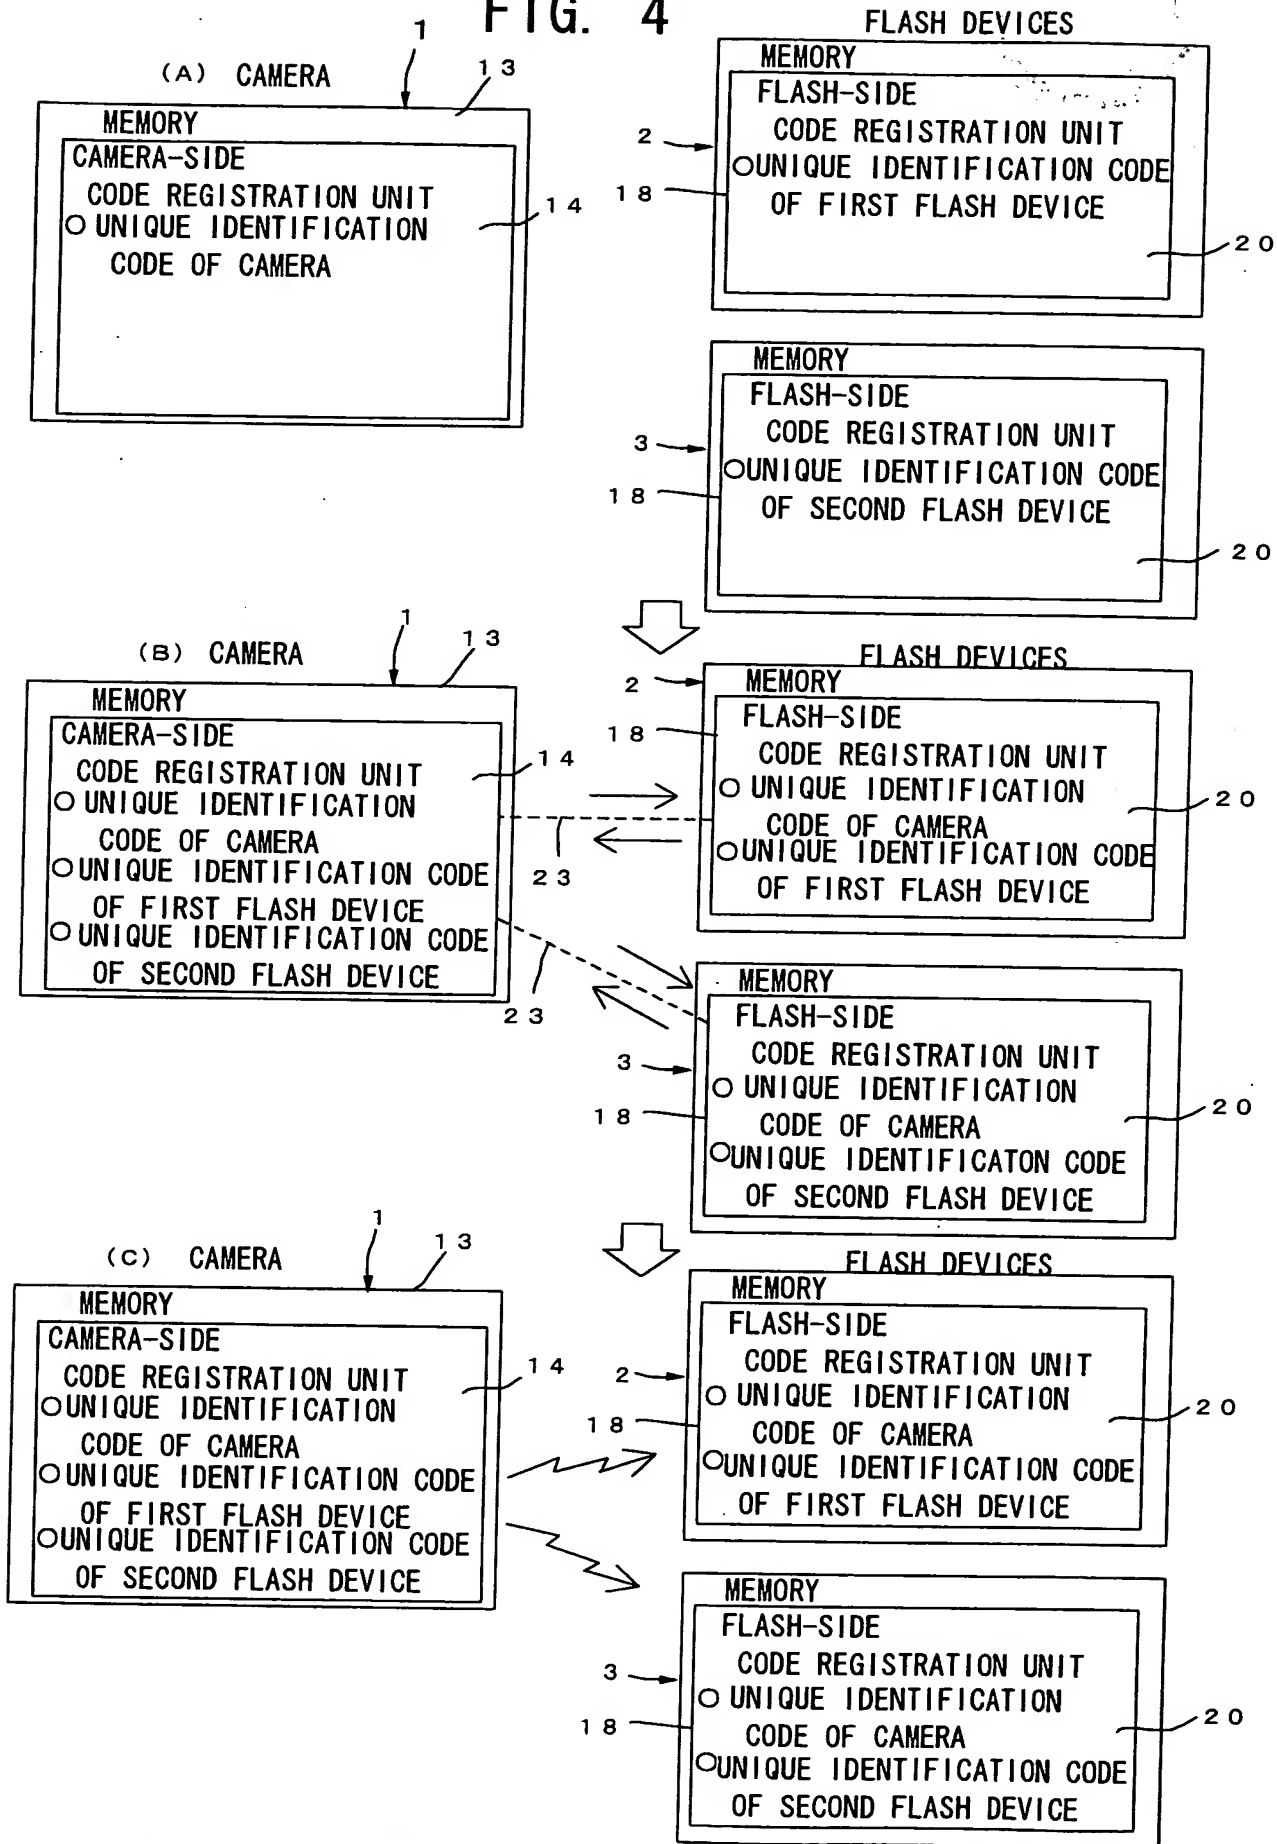 FIG. 4
(A) CAMERA
1
13
MEMORY
CAMERA-SIDE
CODE REGISTRATION UNIT
○ UNIQUE IDENTIFICATION
CODE OF CAMERA
14
FLASH DEVICES
MEMORY
FLASH-SIDE
CODE REGISTRATION UNIT
○UNIQUE IDENTIFICATION CODE
OF FIRST FLASH DEVICE
2
18
20
MEMORY
FLASH-SIDE
CODE REGISTRATION UNIT
○UNIQUE IDENTIFICATION CODE
OF SECOND FLASH DEVICE
3
18
20
(B) CAMERA
1
13
MEMORY
CAMERA-SIDE
CODE REGISTRATION UNIT
○ UNIQUE IDENTIFICATION
CODE OF CAMERA
○UNIQUE IDENTIFICATION CODE
OF FIRST FLASH DEVICE
○UNIQUE IDENTIFICATION CODE
OF SECOND FLASH DEVICE
14
23
23
FLASH DEVICES
2
MEMORY
18
FLASH-SIDE
CODE REGISTRATION UNIT
○ UNIQUE IDENTIFICATION
CODE OF CAMERA
○UNIQUE IDENTIFICATION CODE
OF FIRST FLASH DEVICE
20
MEMORY
FLASH-SIDE
CODE REGISTRATION UNIT
○ UNIQUE IDENTIFICATION
CODE OF CAMERA
○UNIQUE IDENTIFICATON CODE
OF SECOND FLASH DEVICE
3
18
20
(C) CAMERA
1
13
MEMORY
CAMERA-SIDE
CODE REGISTRATION UNIT
○UNIQUE IDENTIFICATION
CODE OF CAMERA
○UNIQUE IDENTIFICATION CODE
OF FIRST FLASH DEVICE
○UNIQUE IDENTIFICATION CODE
OF SECOND FLASH DEVICE
14
FLASH DEVICES
MEMORY
FLASH-SIDE
CODE REGISTRATION UNIT
○ UNIQUE IDENTIFICATION
CODE OF CAMERA
○UNIQUE IDENTIFICATION CODE
OF FIRST FLASH DEVICE
2
18
20
MEMORY
FLASH-SIDE
CODE REGISTRATION UNIT
○ UNIQUE IDENTIFICATION
CODE OF CAMERA
○UNIQUE IDENTIFICATION CODE
OF SECOND FLASH DEVICE
3
18
20